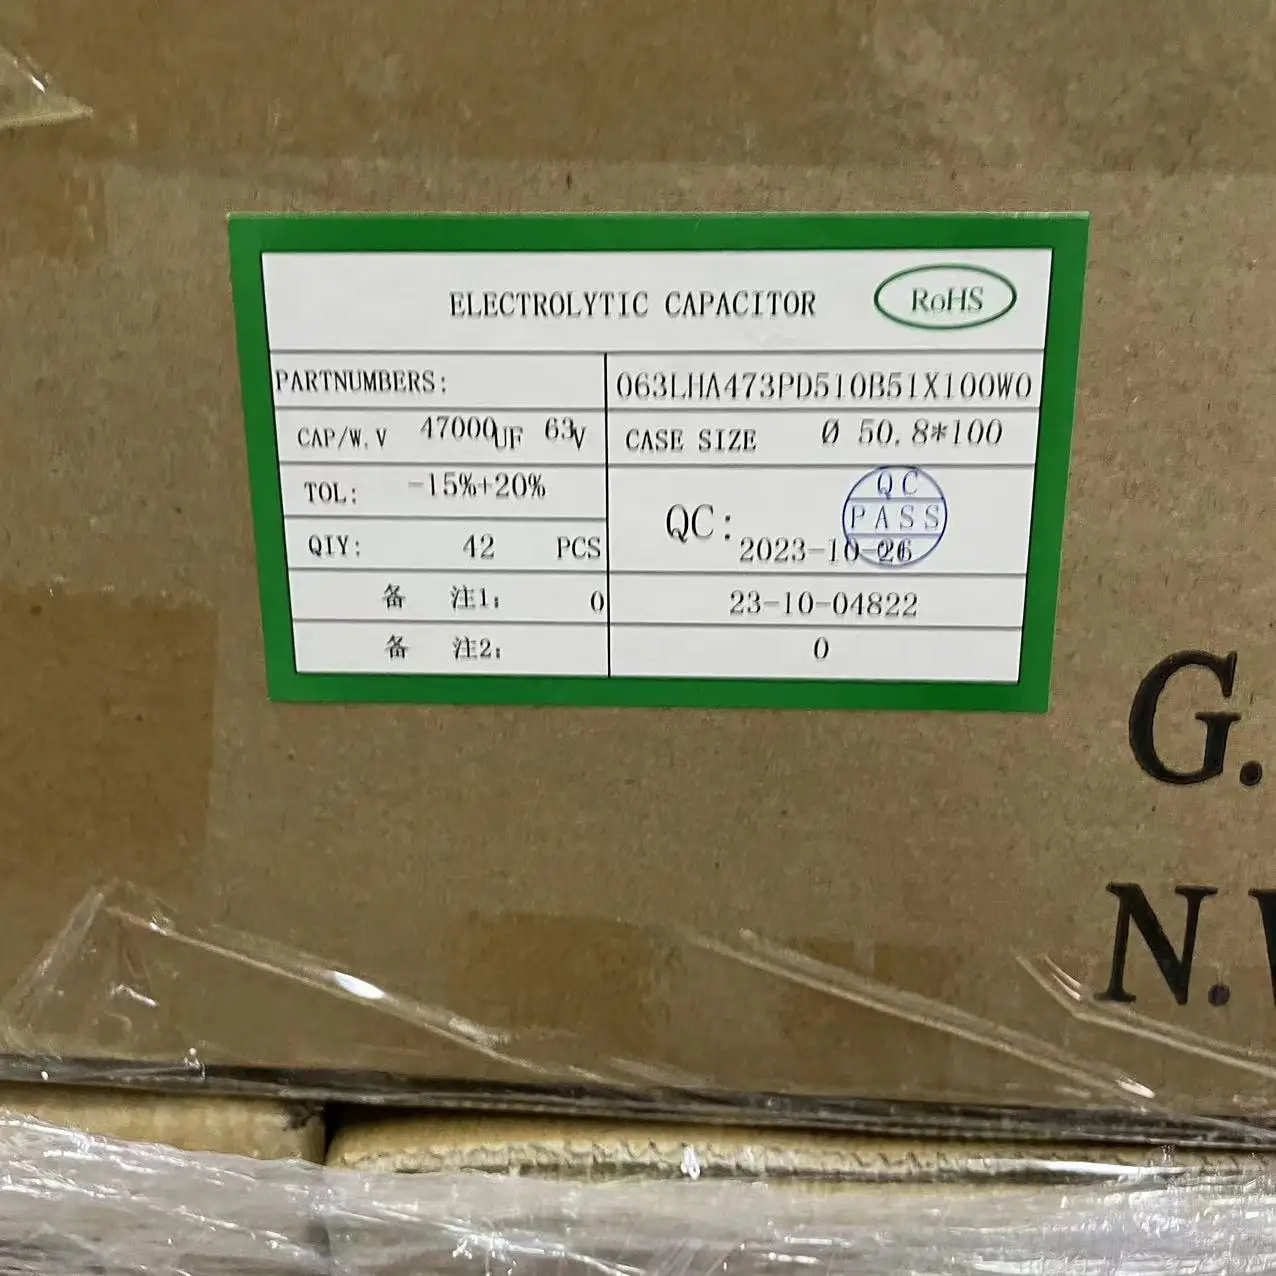 ELECTROLYTIC CAPACITOR
RoHS
PARTNUMBERS: 063LHA473PD510B51X100W0
CAP/W.V 47000UF 63V CASE SIZE Ø 50.8*100
TOL: -15%+20%
QC PASS
QC: 2023-10-26
QIY: 42 PCS
备 注1: 0 23-10-04822
备 注2: 0
G.
N.